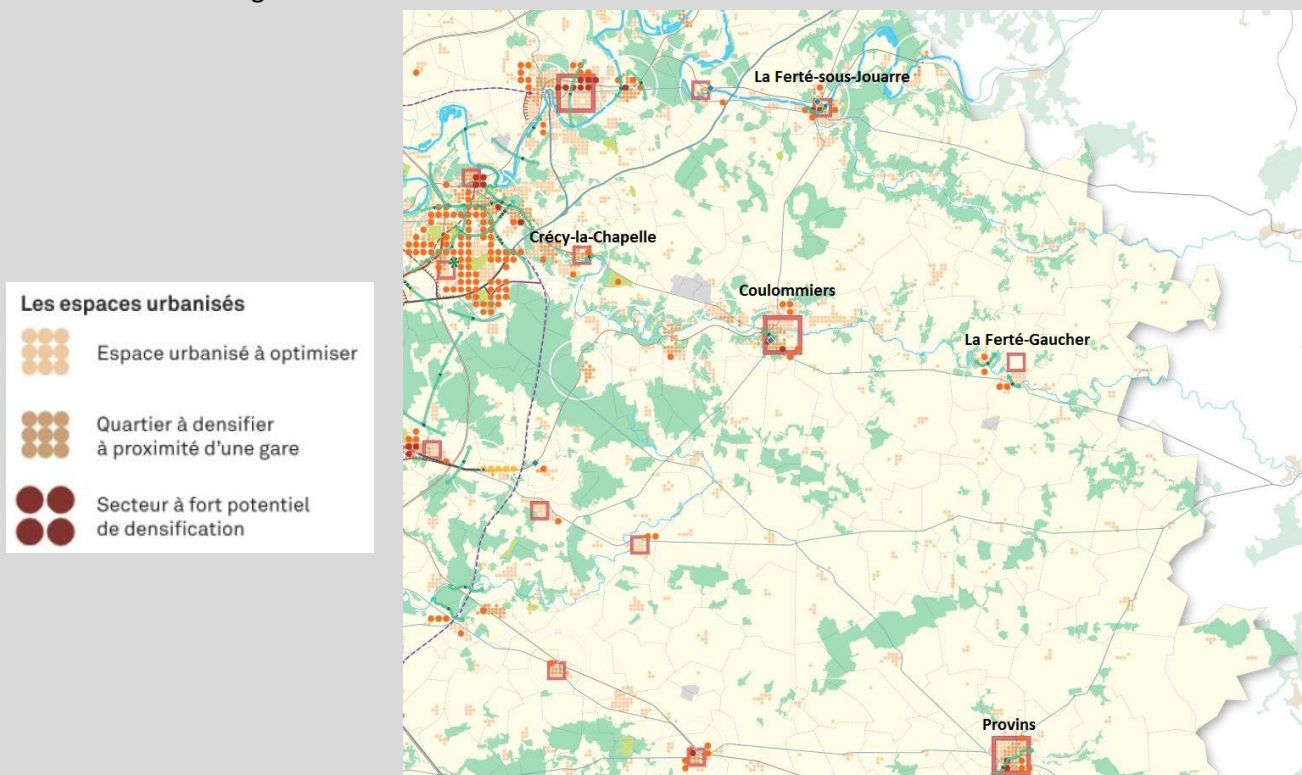 La Ferté-sous-Jouarre
Crécy-la-Chapelle
Coulommiers
La Ferté-Gaucher
Provins
Les espaces urbanisés
Espace urbanisé à optimiser
Quartier à densifier
à proximité d'une gare
Secteur à fort potentiel
de densification